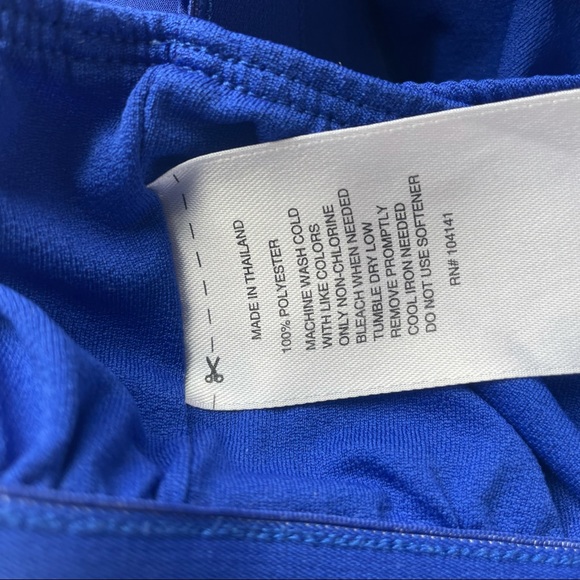 MADE IN THAILAND
100% POLYESTER
MACHINE WASH COLD
WITH LIKE COLORS
ONLY NON-CHLORINE
BLEACH WHEN NEEDED
TUMBLE DRY LOW
REMOVE PROMPTLY
COOL IRON NEEDED
DO NOT USE SOFTENER
RN# 104141